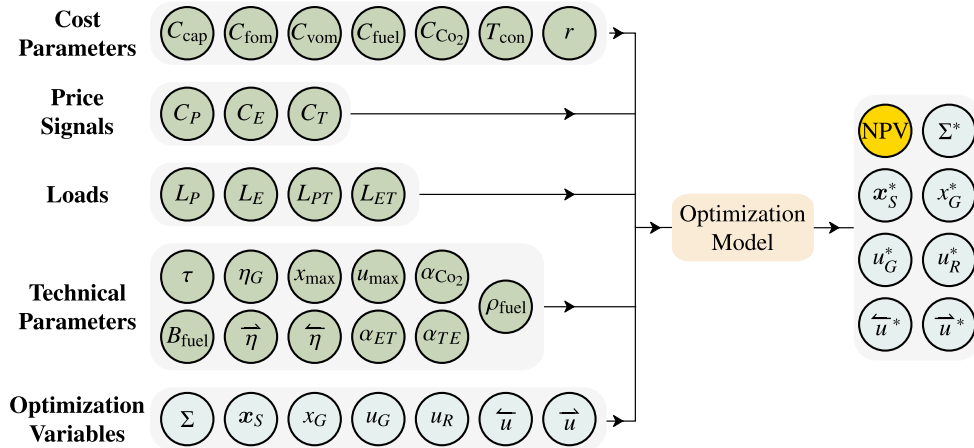 Cost
Parameters
C_cap C_fom C_vom C_fuel C_Co₂ T_con r
Price
Signals
C_P C_E C_T
Loads
L_P L_E L_PT L_ET
Technical
Parameters
τ η_G x_max u_max α_Co₂
ρ_fuel
B_fuel η⇀ η↼ α_ET α_TE
Optimization
Variables
Σ x_S x_G u_G u_R u↼ u⇀
Optimization
Model
NPV Σ*
x*_S x*_G
u*_G u*_R
u↼* u⇀*